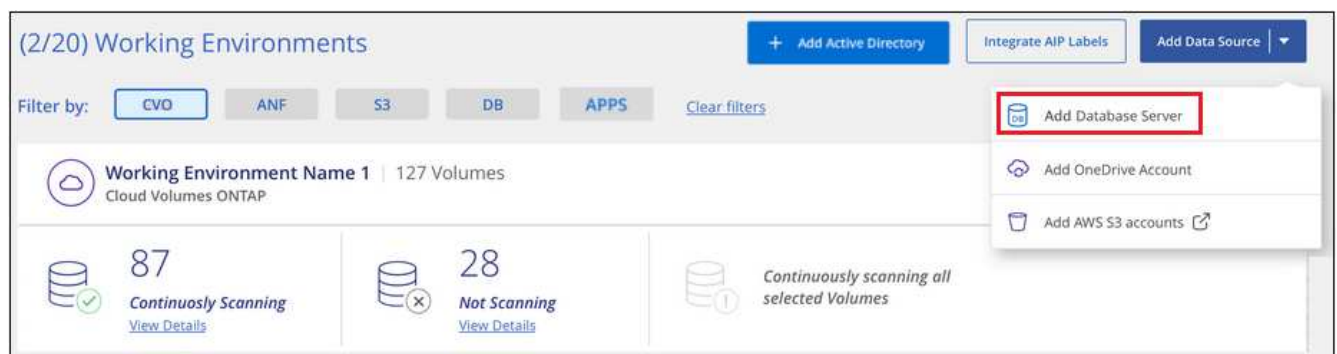 (2/20) Working Environments
+ Add Active Directory
Integrate AIP Labels
Add Data Source
Filter by:
CVO
ANF
S3
DB
APPS
Clear filters
DB
Add Database Server
Add OneDrive Account
Add AWS S3 accounts
Working Environment Name 1 | 127 Volumes
Cloud Volumes ONTAP
87
Continuosly Scanning
View Details
28
Not Scanning
View Details
Continuously scanning all
selected Volumes